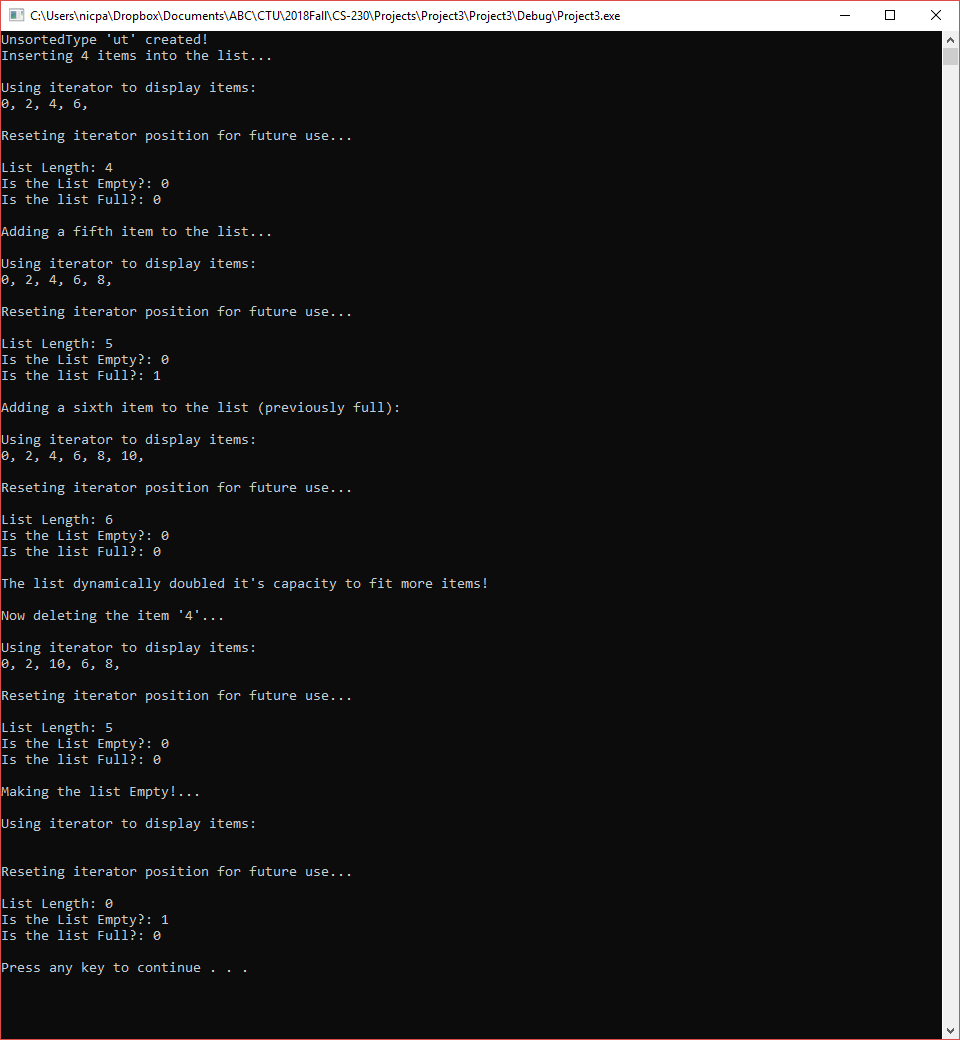 C:\Users\nicpa\Dropbox\Documents\ABC\CTU\2018Fall\CS-230\Projects\Project3\Project3\Debug\Project3.exe
UnsortedType 'ut' created!
Inserting 4 items into the list...
Using iterator to display items:
0, 2, 4, 6,
Reseting iterator position for future use...
List Length: 4
Is the List Empty?: 0
Is the list Full?: 0
Adding a fifth item to the list...
Using iterator to display items:
0, 2, 4, 6, 8,
Reseting iterator position for future use...
List Length: 5
Is the List Empty?: 0
Is the list Full?: 1
Adding a sixth item to the list (previously full):
Using iterator to display items:
0, 2, 4, 6, 8, 10,
Reseting iterator position for future use...
List Length: 6
Is the List Empty?: 0
Is the list Full?: 0
The list dynamically doubled it's capacity to fit more items!
Now deleting the item '4'...
Using iterator to display items:
0, 2, 10, 6, 8,
Reseting iterator position for future use...
List Length: 5
Is the List Empty?: 0
Is the list Full?: 0
Making the list Empty!...
Using iterator to display items:
Reseting iterator position for future use...
List Length: 0
Is the List Empty?: 1
Is the list Full?: 0
Press any key to continue . . .